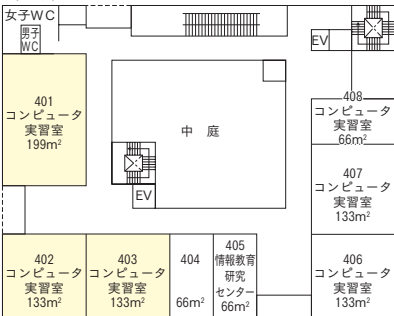 女子WC
男子
WC
EV
401
コンピュータ
実習室
199m²
中 庭
408
コンピュータ
実習室
66m²
407
コンピュータ
実習室
133m²
EV
402
コンピュータ
実習室
133m²
403
コンピュータ
実習室
133m²
404
66m²
405
情報教育
研究
センター
66m²
406
コンピュータ
実習室
133m²